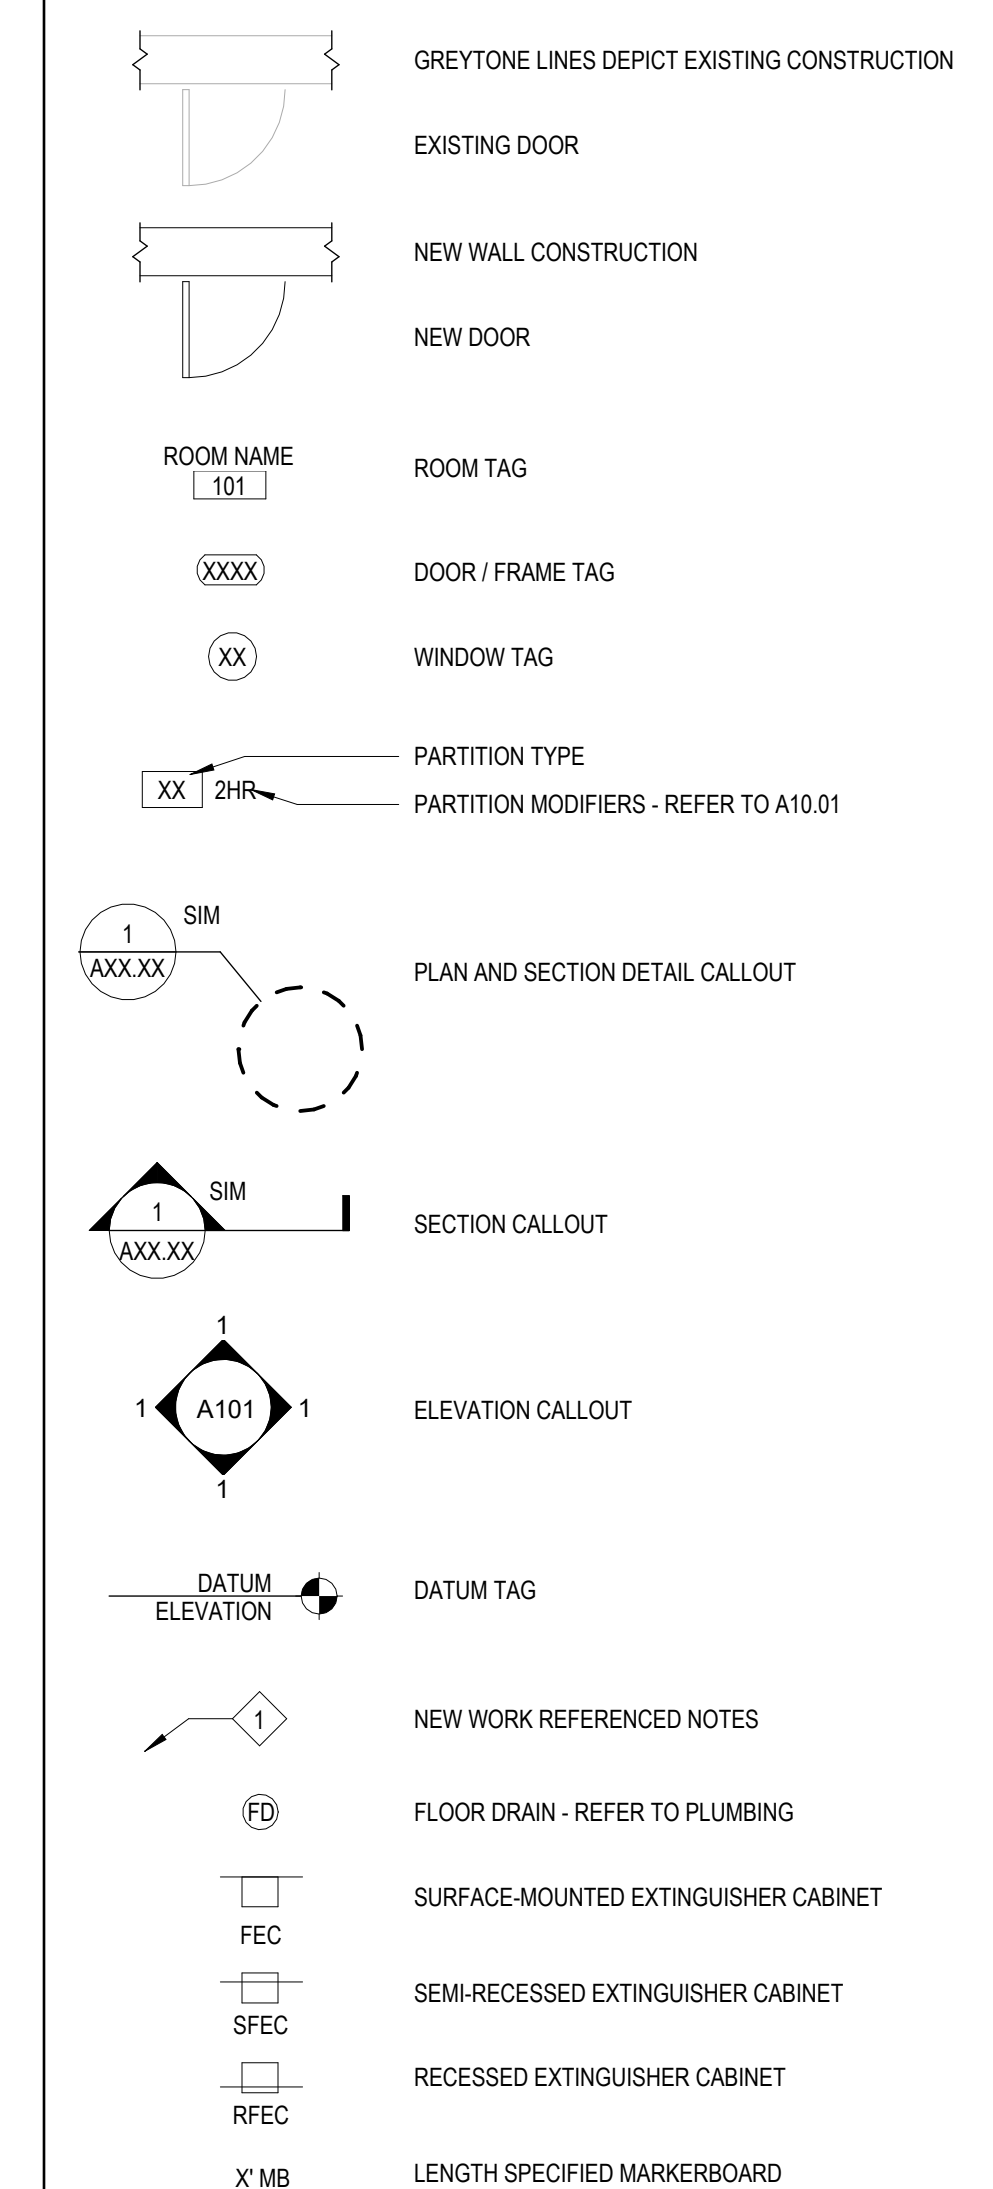 GREYTONE LINES DEPICT EXISTING CONSTRUCTION
EXISTING DOOR
NEW WALL CONSTRUCTION
NEW DOOR
ROOM NAME
101
ROOM TAG
XXXX
DOOR / FRAME TAG
XX
WINDOW TAG
PARTITION TYPE
XX 2HR
PARTITION MODIFIERS - REFER TO A10.01
SIM
1
AXX.XX
PLAN AND SECTION DETAIL CALLOUT
SIM
1
AXX.XX
SECTION CALLOUT
1
1 A101 1
1
ELEVATION CALLOUT
DATUM
ELEVATION
DATUM TAG
1
NEW WORK REFERENCED NOTES
FD
FLOOR DRAIN - REFER TO PLUMBING
SURFACE-MOUNTED EXTINGUISHER CABINET
FEC
SEMI-RECESSED EXTINGUISHER CABINET
SFEC
RECESSED EXTINGUISHER CABINET
RFEC
X' MB
LENGTH SPECIFIED MARKERBOARD